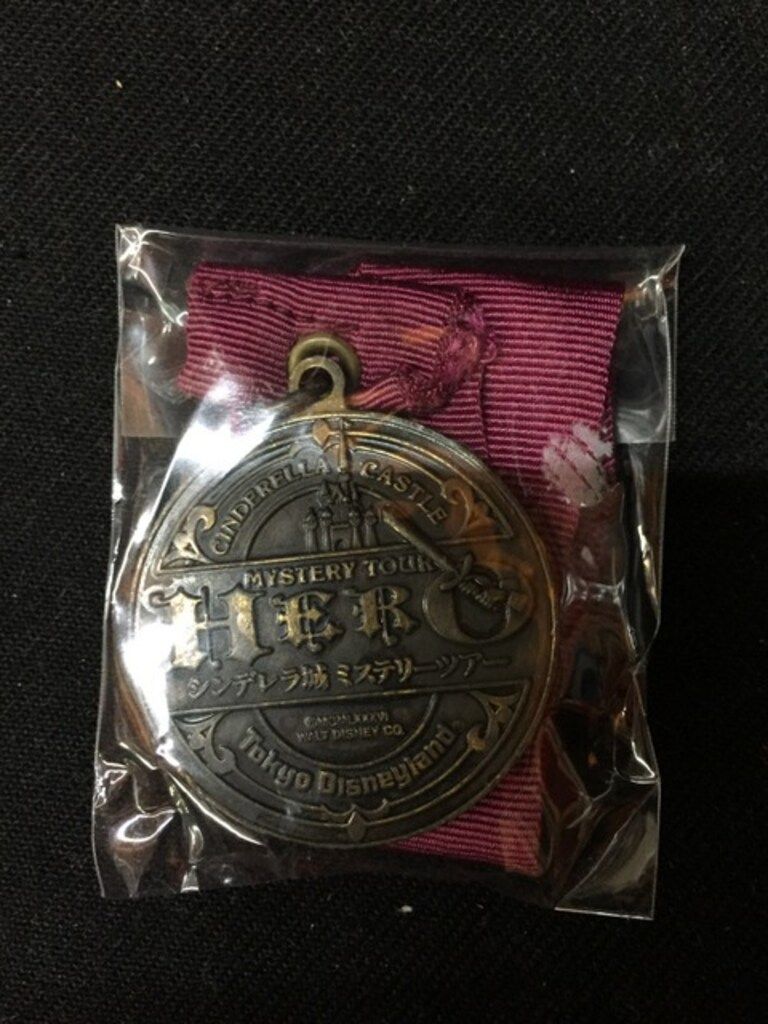 CINDERELLA CASTLE
MYSTERY TOUR
HERO
シンデレラ城 ミステリーツアー
WALT DISNEY CO.
Tokyo Disneyland®